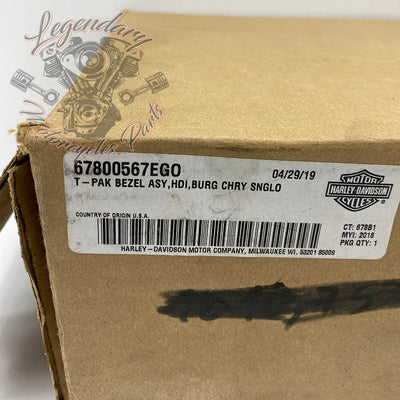 Legendary
Motorcycles Parts
67800567EGO
04/29/19
T-PAK BEZEL ASY,HDI,BURG CHRY SNGLO
MOTOR
HARLEY-DAVIDSON
CYCLES
COUNTRY OF ORIGIN U.S.A.
CT: 678B1
MYI: 2018
PKG QTY: 1
HARLEY-DAVIDSON MOTOR COMPANY, MILWAUKEE WI, 53201 85009